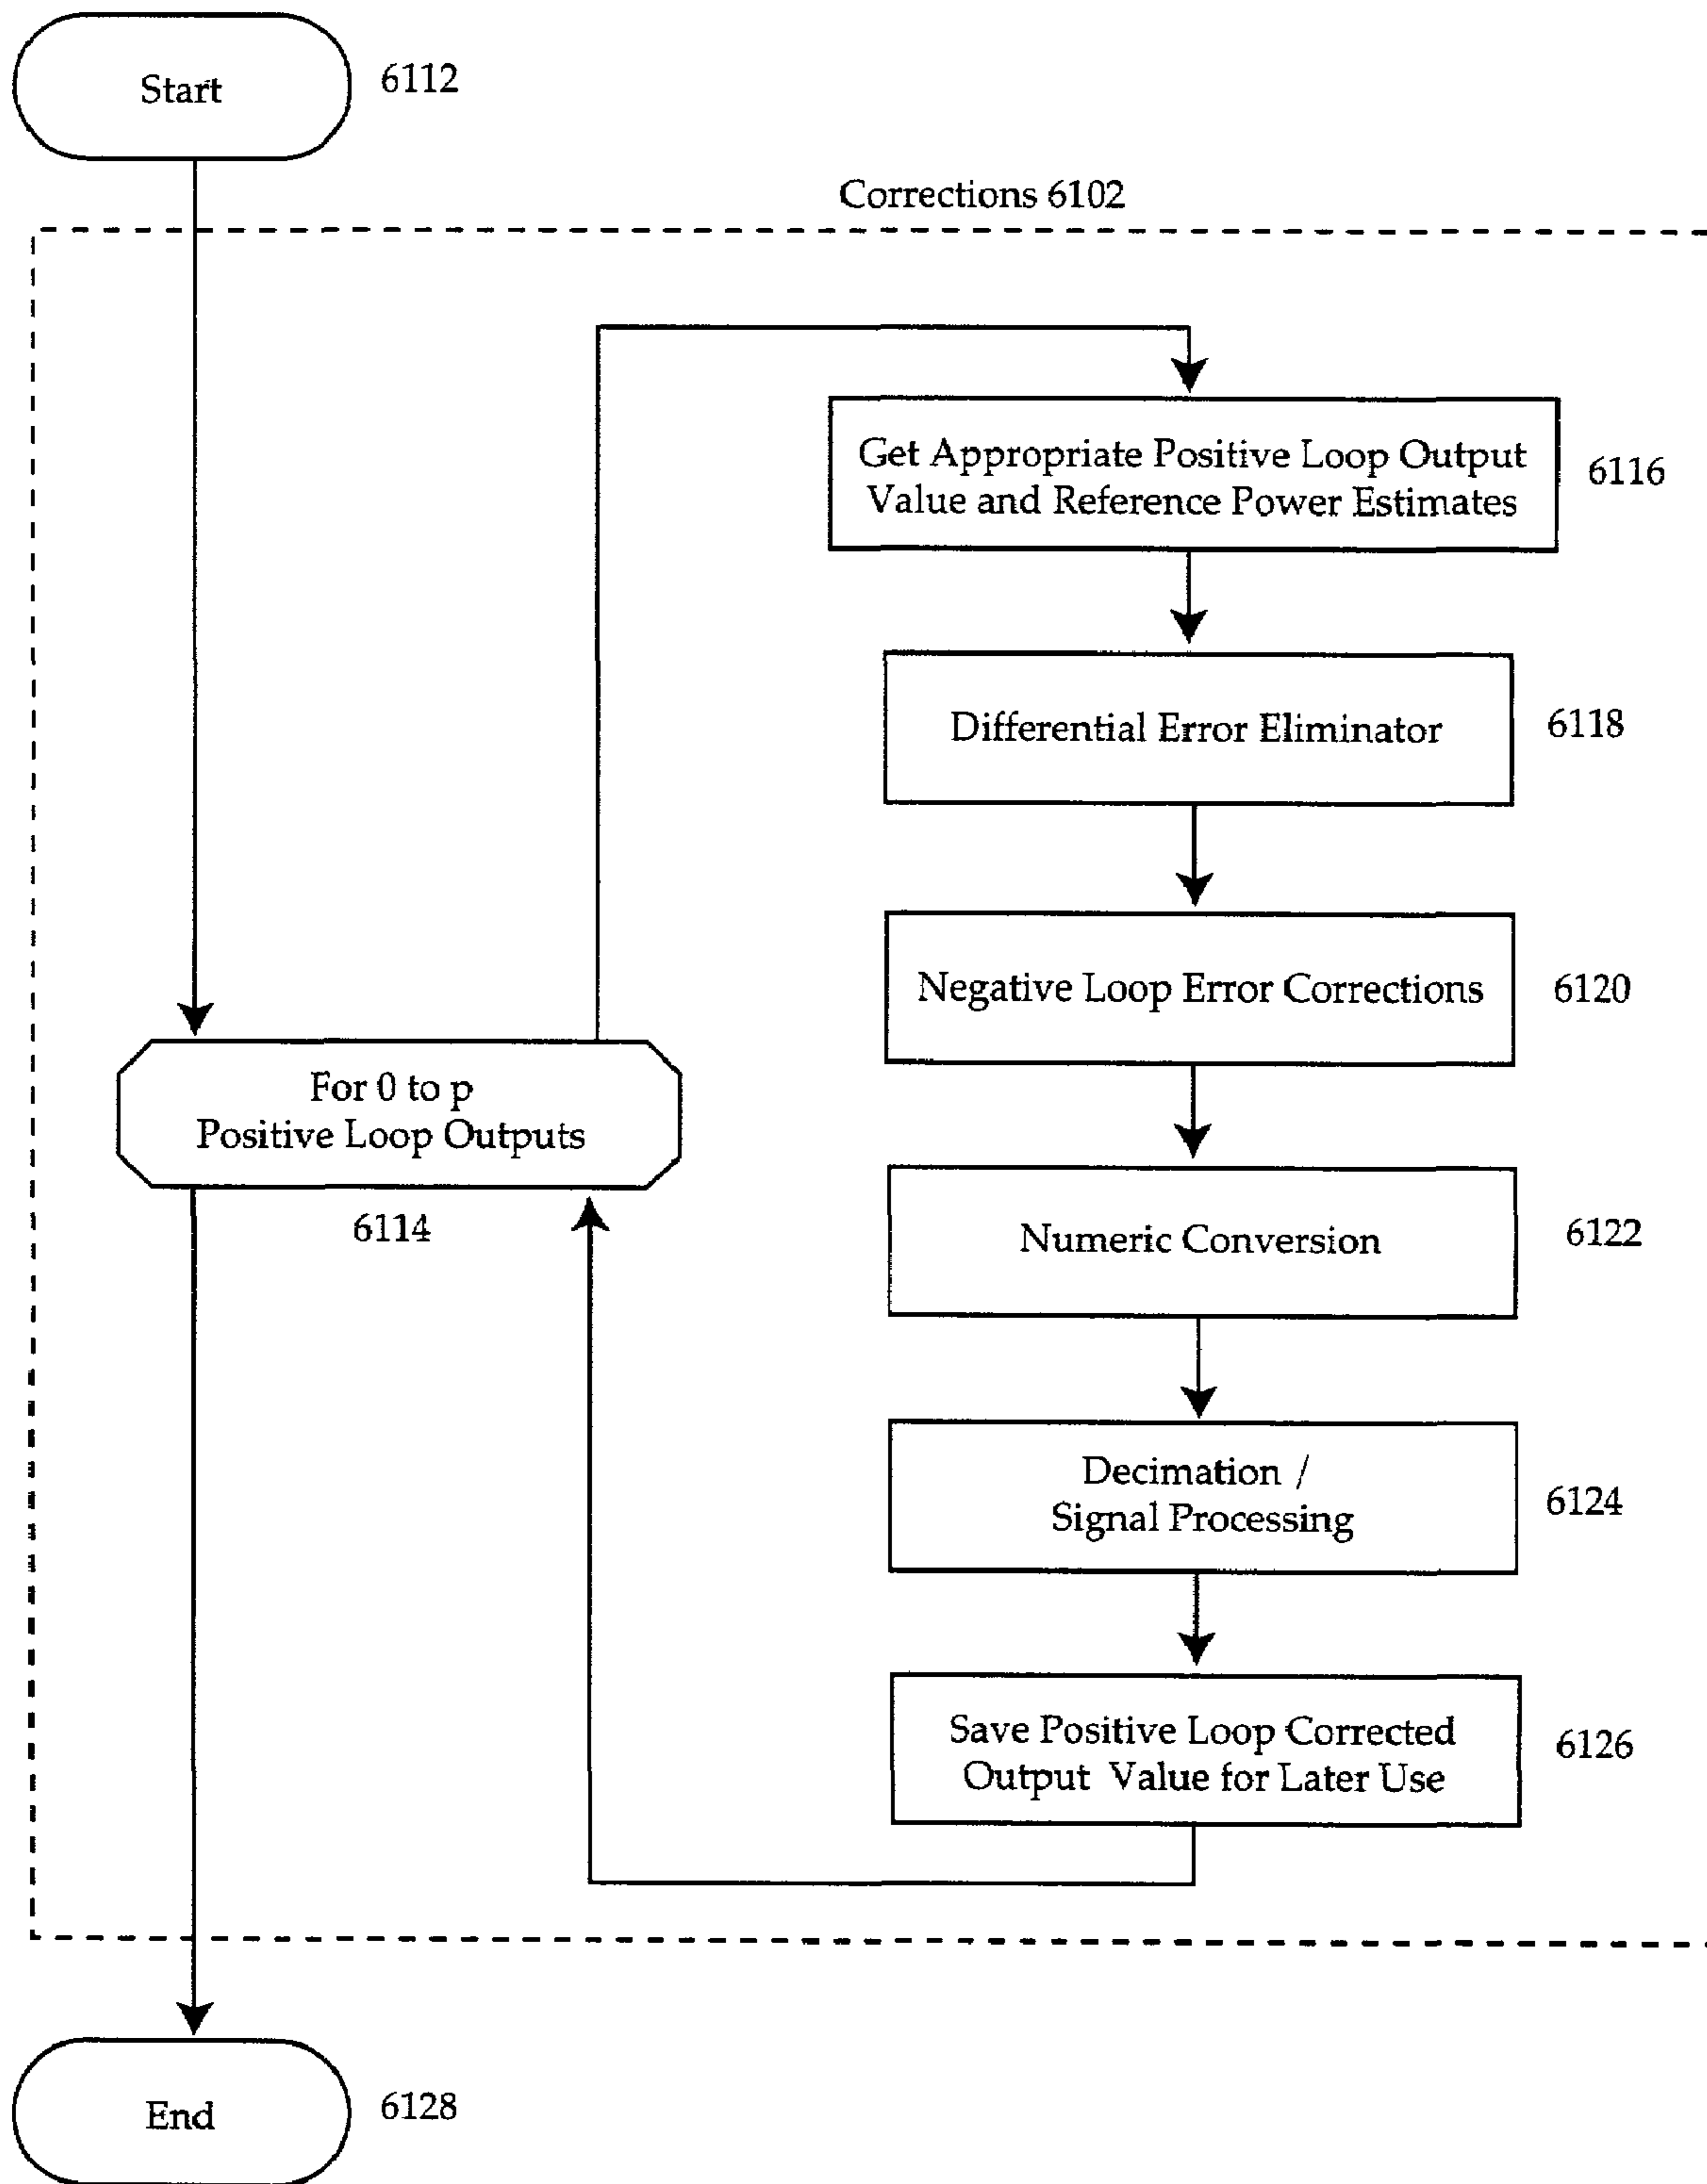 Start
6112
Corrections 6102
Get Appropriate Positive Loop Output
Value and Reference Power Estimates
6116
Differential Error Eliminator
6118
Negative Loop Error Corrections
6120
For 0 to p
Positive Loop Outputs
6114
Numeric Conversion
6122
Decimation /
Signal Processing
6124
Save Positive Loop Corrected
Output Value for Later Use
6126
End
6128